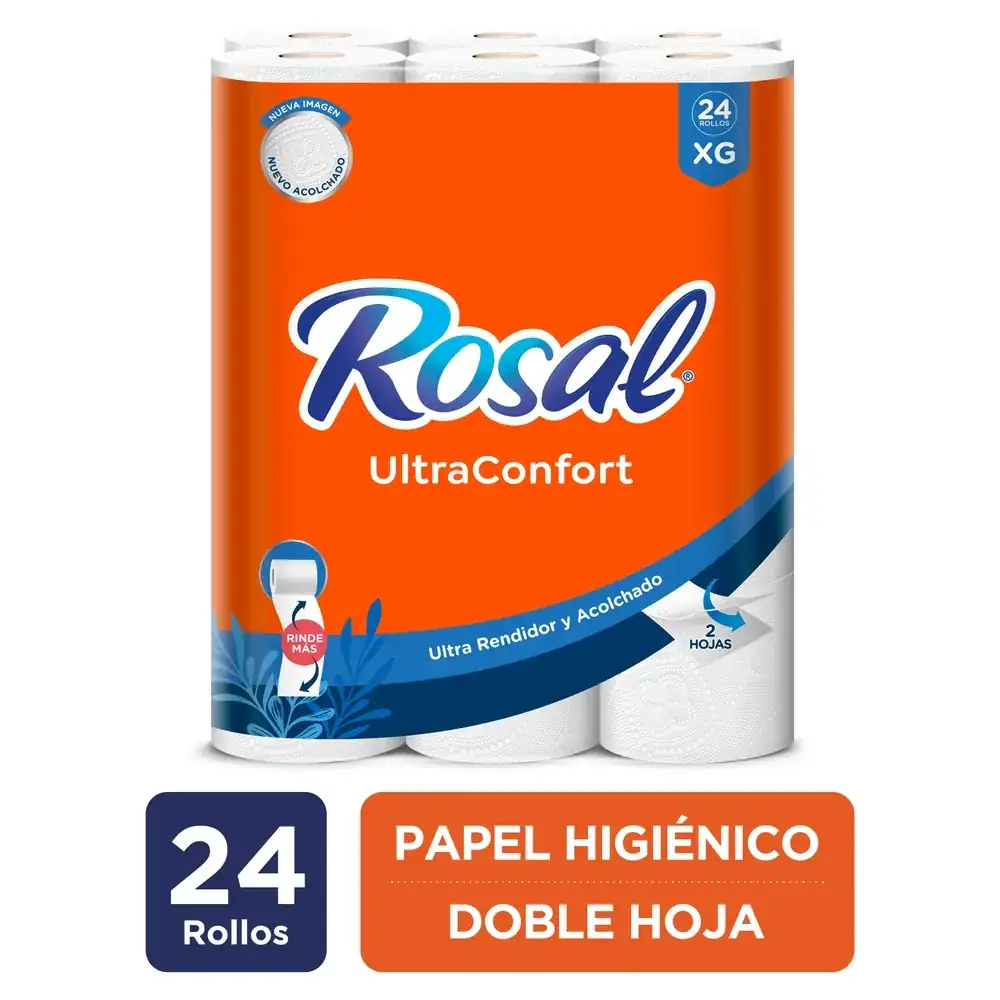 NUEVA IMAGEN
NUEVO ACOLCHADO
24
ROLLOS
XG
Rosal®
UltraConfort
RINDE
MÁS
Ultra Rendidor y Acolchado
2
HOJAS
24
Rollos
PAPEL HIGIÉNICO
DOBLE HOJA